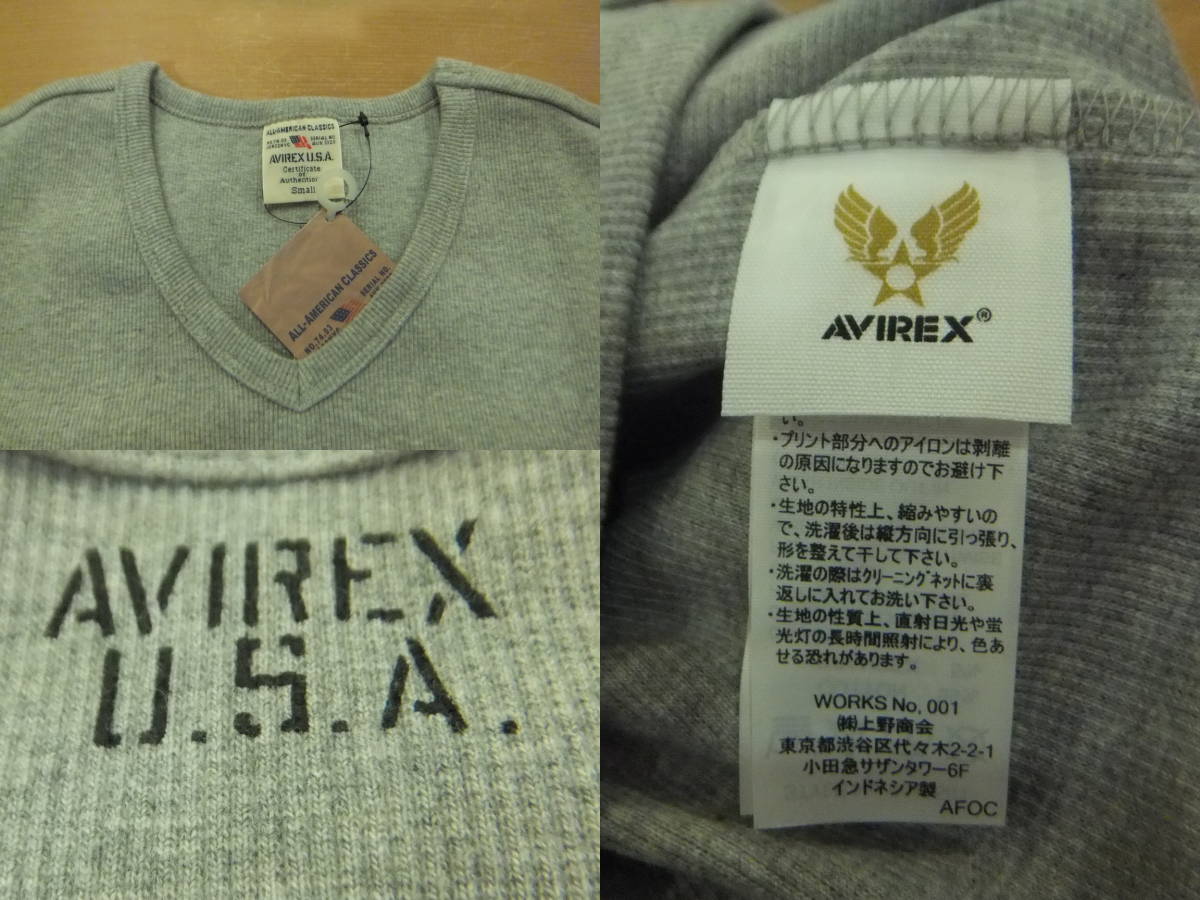 ALL-AMERICAN CLASSICS
AVIREX U.S.A.
Certificate
of
Small
ALL-AMERICAN CLASSICS
SERIAL NO.
NO.74.03
AVIREX
U.S.A.
AVIREX®
い。
・プリント部分へのアイロンは剥離
の原因になりますのでお避け下
さい。
・生地の特性上、縮みやすいの
で、洗濯後は縦方向に引っ張り、
形を整えて干して下さい。
・洗濯の際はクリーニングネットに裏
返しに入れてお洗い下さい。
・生地の性質上、直射日光や蛍
光灯の長時間照射により、色あ
せる恐れがあります。
WORKS No, 001
㈱上野商会
東京都渋谷区代々木2-2-1
小田急サザンタワー6F
インドネシア製
AFOC